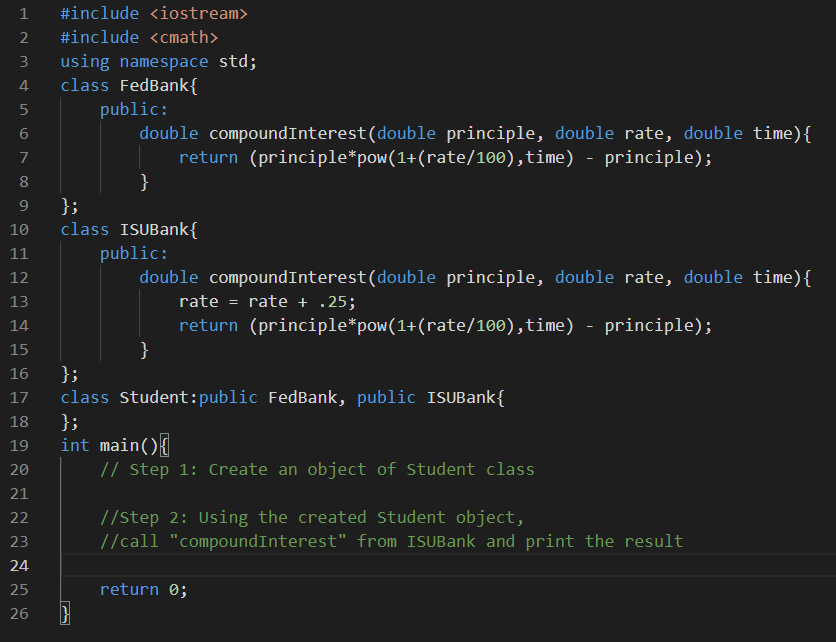 1 #include <iostream>
2 #include <cmath>
3 using namespace std;
4 class FedBank{
5     public:
6         double compoundInterest(double principle, double rate, double time){
7             return (principle*pow(1+(rate/100),time) - principle);
8         }
9 };
10 class ISUBank{
11     public:
12         double compoundInterest(double principle, double rate, double time){
13             rate = rate + .25;
14             return (principle*pow(1+(rate/100),time) - principle);
15         }
16 };
17 class Student:public FedBank, public ISUBank{
18 };
19 int main(){
20     // Step 1: Create an object of Student class
21
22     //Step 2: Using the created Student object,
23     //call "compoundInterest" from ISUBank and print the result
24
25     return 0;
26 }